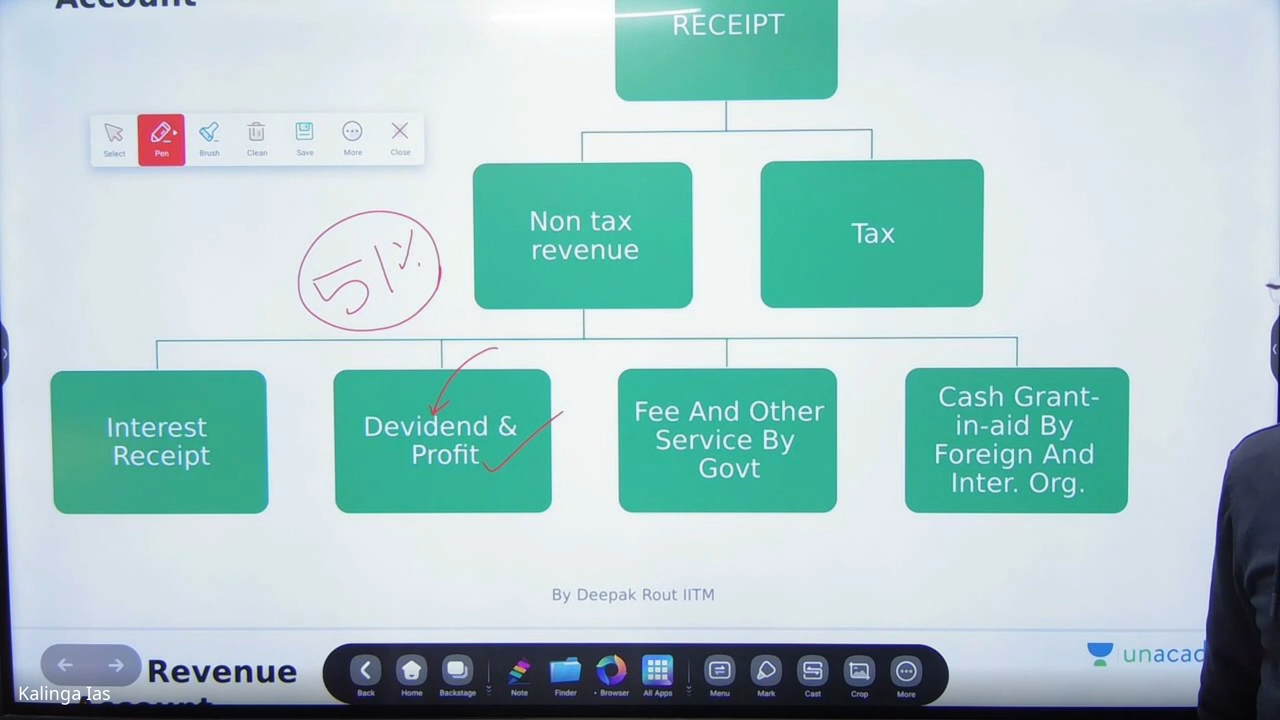 Account
RECEIPT
Select
Pen
Brush
Clean
Save
More
Close
Non tax
revenue
Tax
51%
Interest
Receipt
Devidend &
Profit
Fee And Other
Service By
Govt
Cash Grant-
in-aid By
Foreign And
Inter. Org.
By Deepak Rout IITM
Revenue
Account
unacad
Kalinga Ias
Back
Home
Backstage
Note
Finder
Browser
All Apps
Menu
Mark
Cast
Crop
More